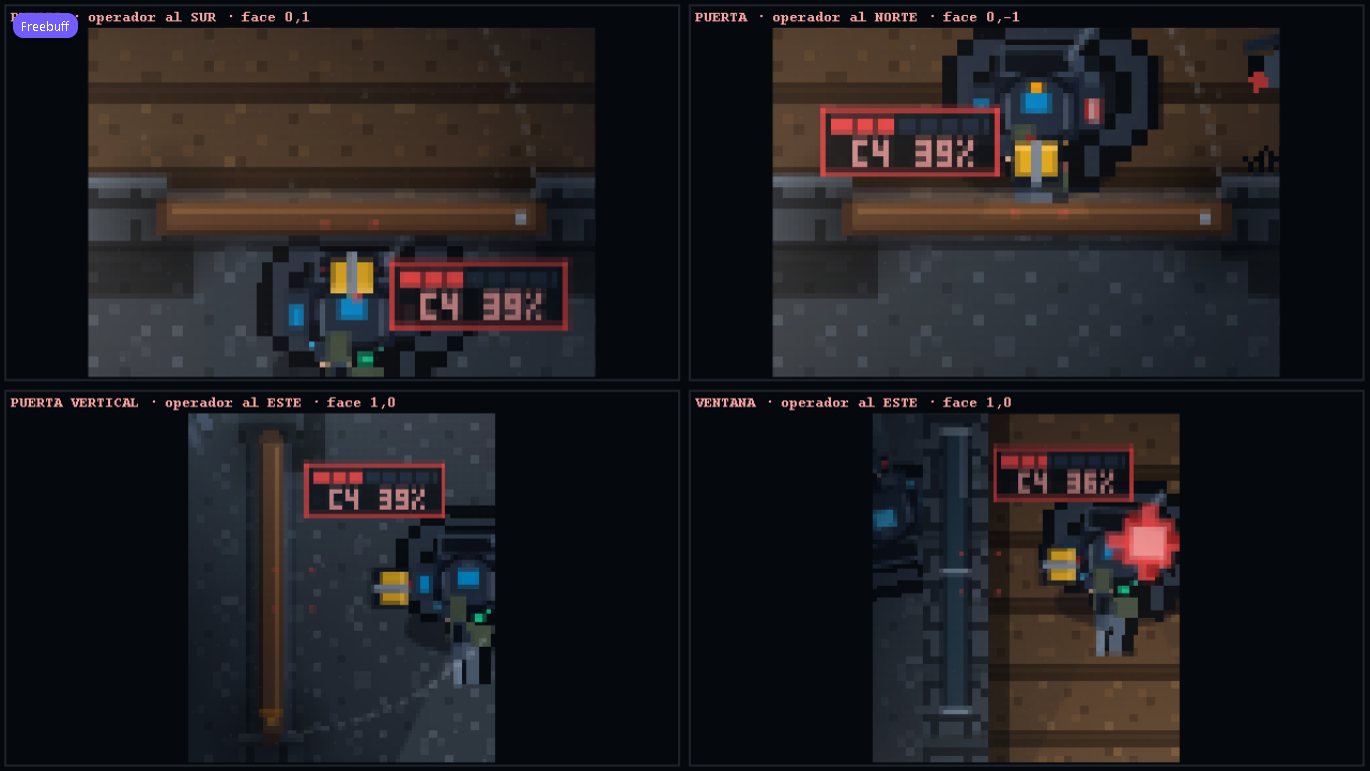 PUERTA · operador al SUR · face 0,1
Freebuff
C4 39%
PUERTA · operador al NORTE · face 0,-1
C4 39%
PUERTA VERTICAL · operador al ESTE · face 1,0
C4 39%
VENTANA · operador al ESTE · face 1,0
C4 36%